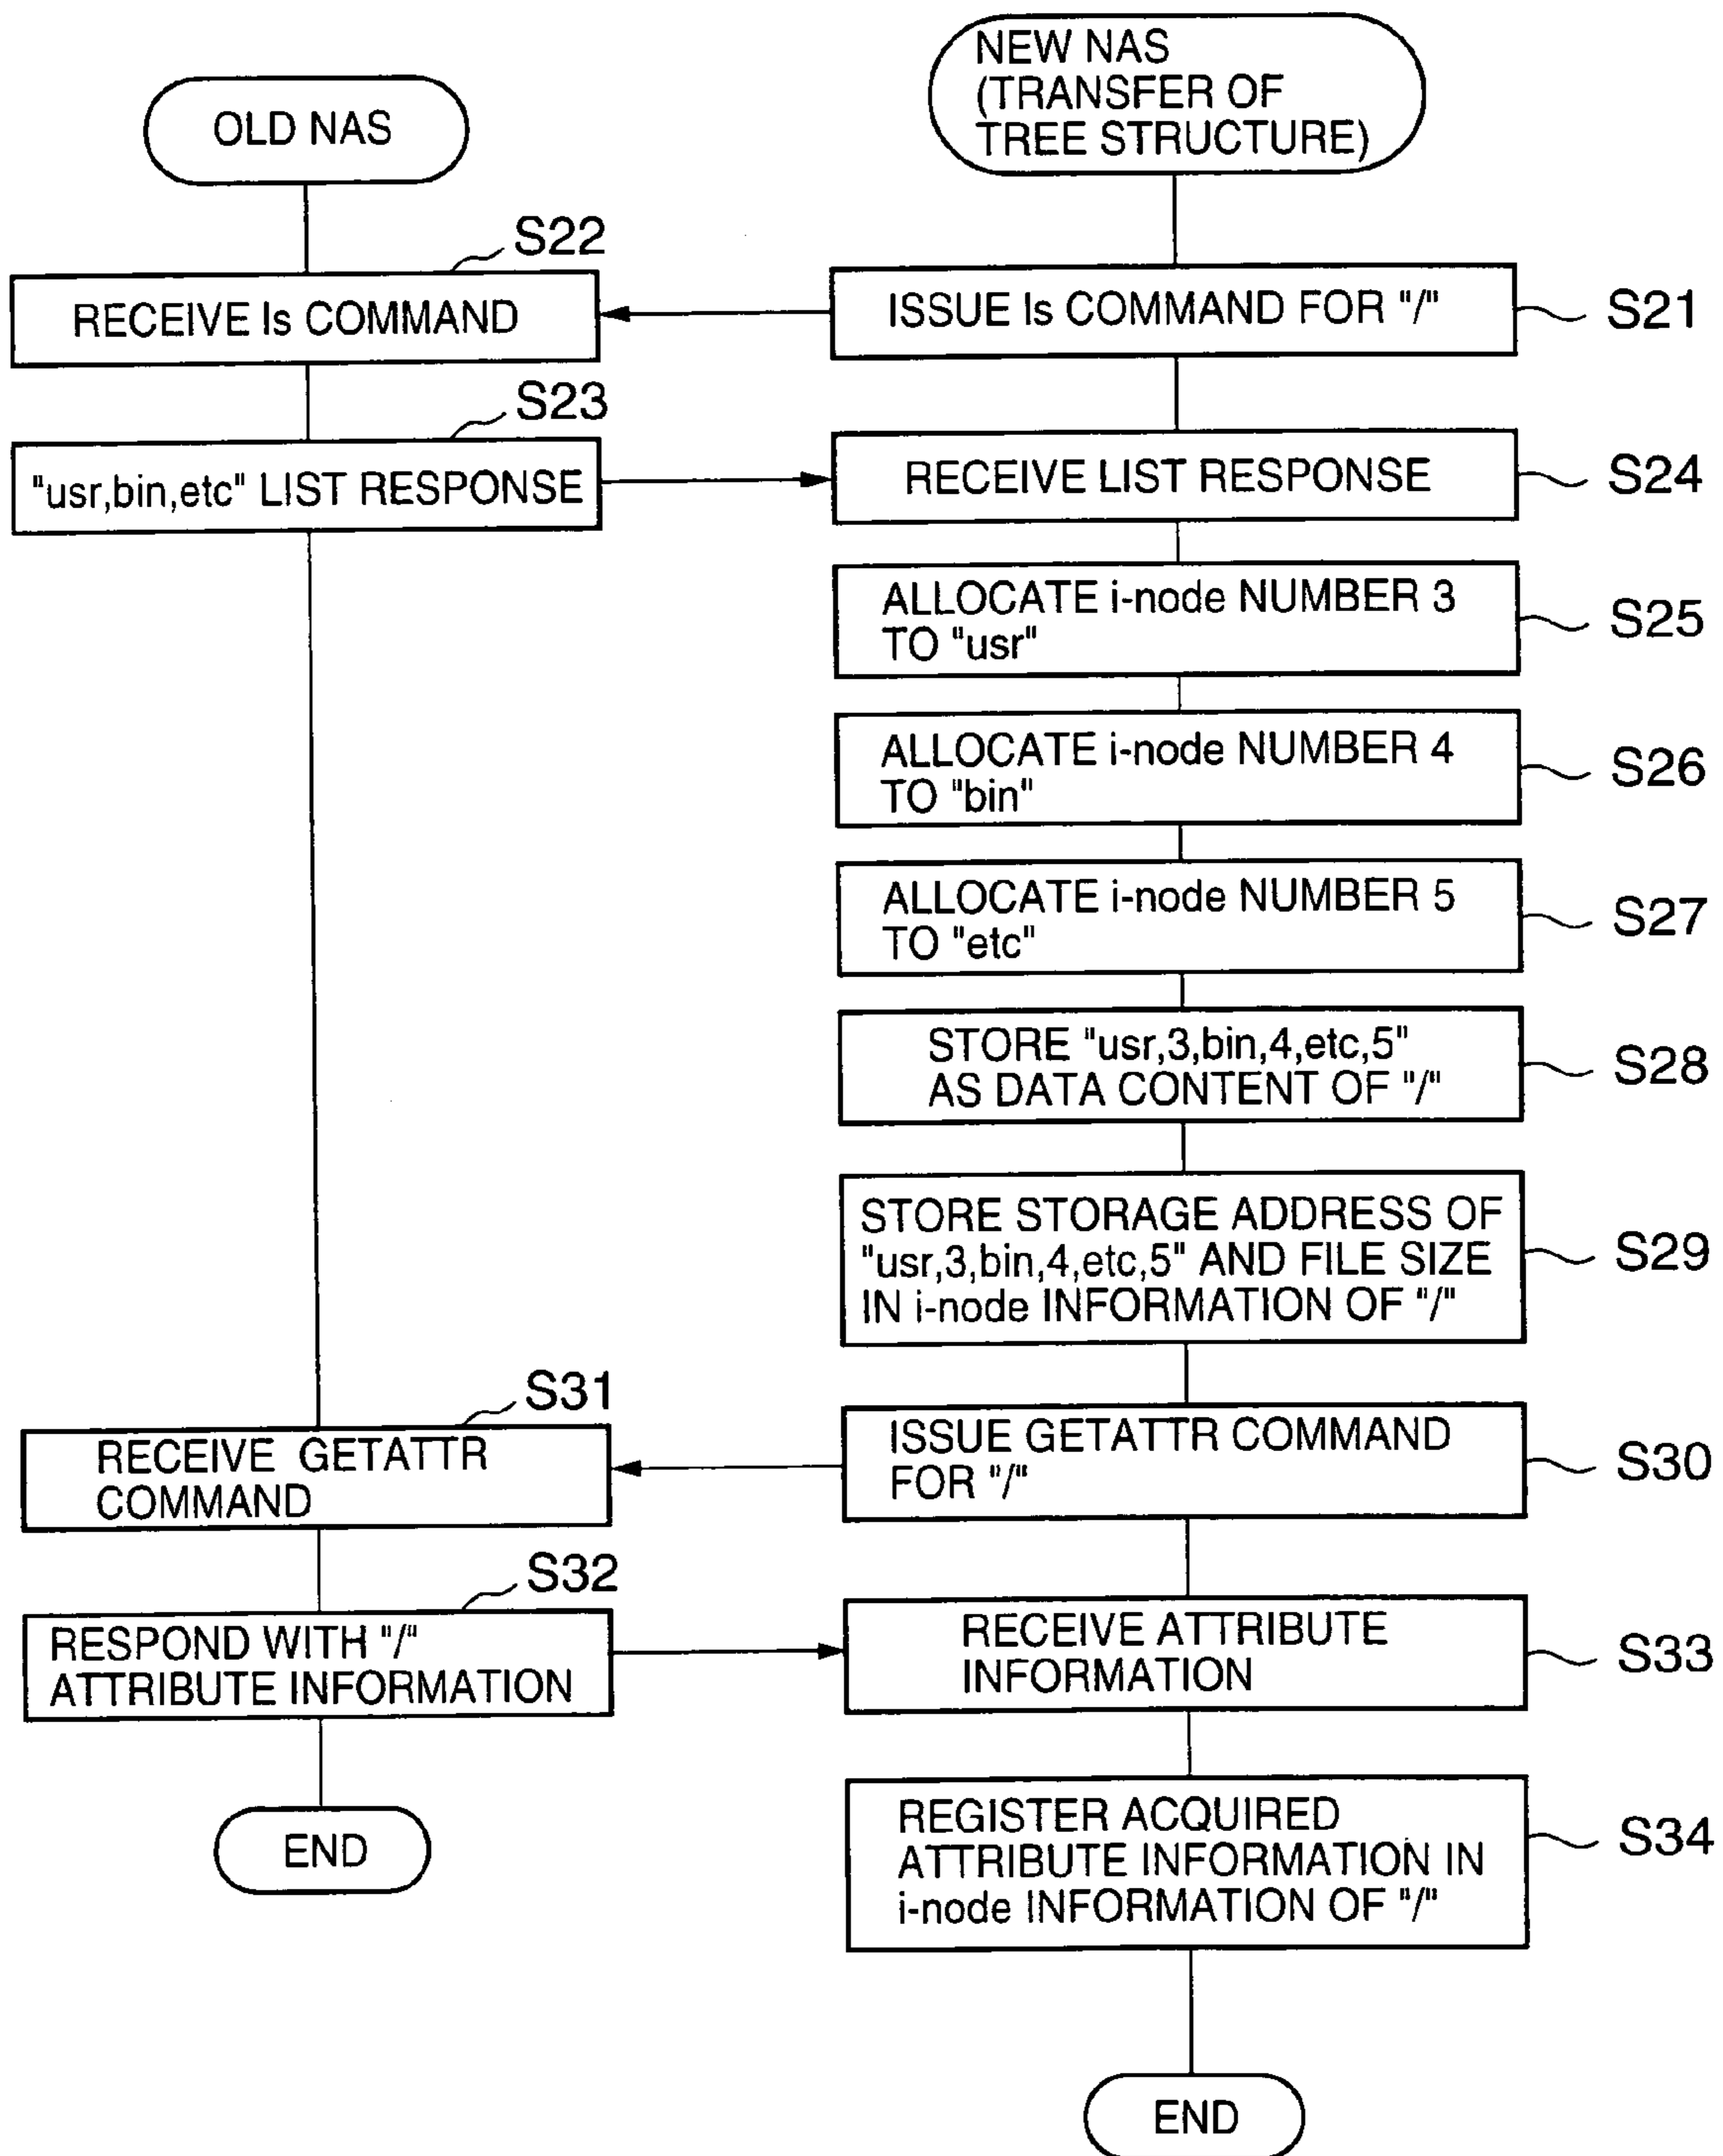 NEW NAS
(TRANSFER OF
TREE STRUCTURE)
OLD NAS
S22
RECEIVE ls COMMAND
ISSUE ls COMMAND FOR "/"
S21
S23
"usr,bin,etc" LIST RESPONSE
RECEIVE LIST RESPONSE
S24
ALLOCATE i-node NUMBER 3
TO "usr"
S25
ALLOCATE i-node NUMBER 4
TO "bin"
S26
ALLOCATE i-node NUMBER 5
TO "etc"
S27
STORE "usr,3,bin,4,etc,5"
AS DATA CONTENT OF "/"
S28
STORE STORAGE ADDRESS OF
"usr,3,bin,4,etc,5" AND FILE SIZE
IN i-node INFORMATION OF "/"
S29
S31
RECEIVE GETATTR
COMMAND
ISSUE GETATTR COMMAND
FOR "/"
S30
S32
RESPOND WITH "/"
ATTRIBUTE INFORMATION
RECEIVE ATTRIBUTE
INFORMATION
S33
END
REGISTER ACQUIRED
ATTRIBUTE INFORMATION IN
i-node INFORMATION OF "/"
S34
END